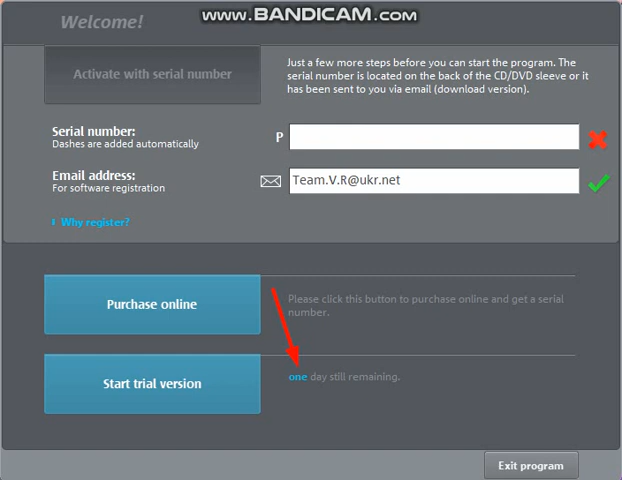 www.BANDICAM.com
Welcome!
Activate with serial number
Just a few more steps before you can start the program. The
serial number is located on the back of the CD/DVD sleeve or it
has been sent to you via email (download version).
Serial number:
Dashes are added automatically
P
Email address:
For software registration
Team.V.R@ukr.net
Why register?
Purchase online
Please click this button to purchase online and get a serial
number.
Start trial version
one day still remaining.
Exit program